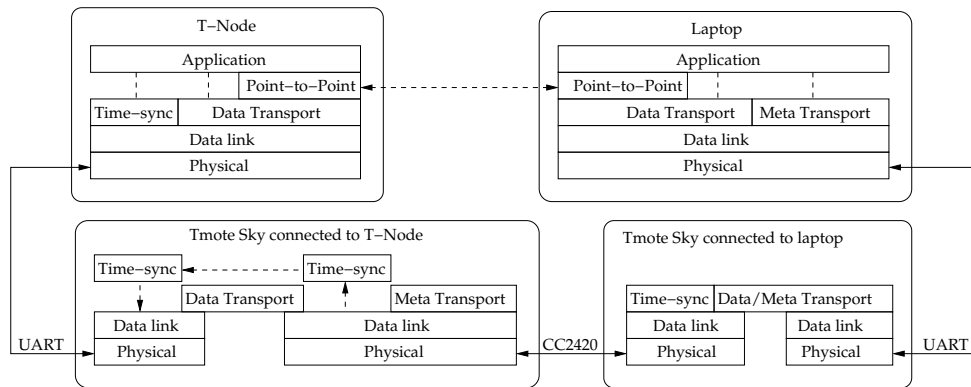 T−Node
Laptop
Application
Application
Point−to−Point
Point−to−Point
Time−sync
Data Transport
Data Transport
Meta Transport
Data link
Data link
Physical
Physical
Tmote Sky connected to T−Node
Tmote Sky connected to laptop
Time−sync
Time−sync
Data Transport
Meta Transport
Time−sync
Data/Meta Transport
Data link
Data link
Data link
Data link
UART
Physical
Physical
CC2420
Physical
Physical
UART